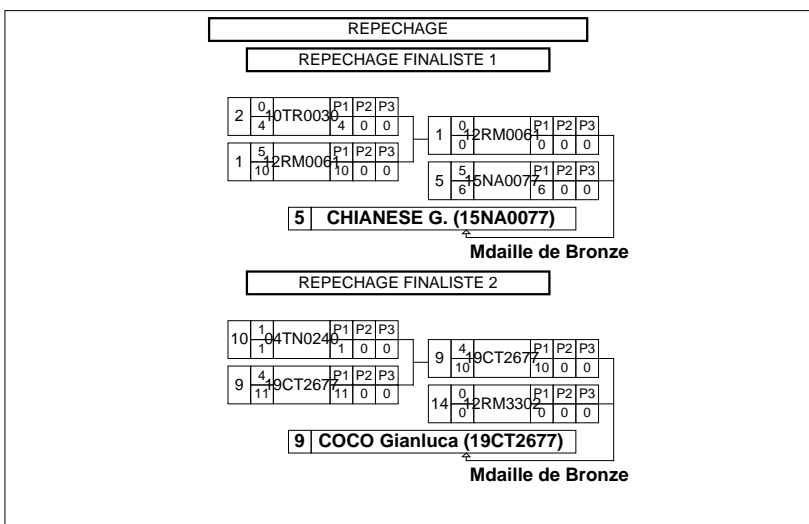 REPECHAGE
REPECHAGE FINALISTE 1
2 0 4 10TR0030 P1 P2 P3 4 0 0
1 5 10 12RM0061 P1 P2 P3 10 0 0
1 0 0 12RM0061 P1 P2 P3 0 0 0
5 5 6 15NA0077 P1 P2 P3 6 0 0
5 CHIANESE G. (15NA0077)
Mdaille de Bronze
REPECHAGE FINALISTE 2
10 1 1 04TN0240 P1 P2 P3 1 0 0
9 4 11 19CT2677 P1 P2 P3 11 0 0
9 4 10 19CT2677 P1 P2 P3 10 0 0
14 0 0 12RM3302 P1 P2 P3 0 0 0
9 COCO Gianluca (19CT2677)
Mdaille de Bronze